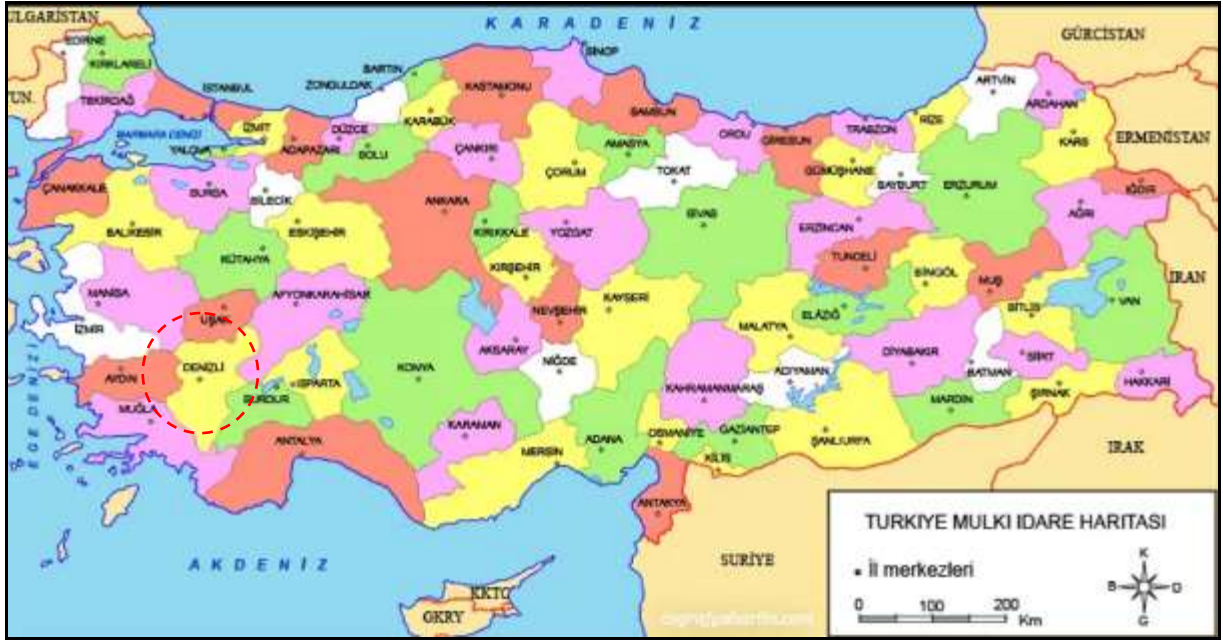 BULGARİSTAN
KARADENİZ
GÜRCİSTAN
EDİRNE
KIRKLARELİ
SİNOP
BARTIN
ZONGULDAK
KASTAMONU
ARTVİN
ARDAHAN
YUN.
TEKİRDAĞ
İSTANBUL
KARABÜK
SAMSUN
RİZE
KARS
ERMENİSTAN
MARMARA DENİZİ
İZMİT
DÜZCE
ORDU
GİRESUN
TRABZON
YALOVA
ADAPAZARI
BOLU
ÇANKIRI
AMASYA
ÇORUM
TOKAT
GÜMÜŞHANE
BAYBURT
ERZURUM
IĞDIR
ÇANAKKALE
BURSA
BİLECİK
ANKARA
AĞRI
BALIKESİR
ESKİŞEHİR
KIRIKKALE
YOZGAT
SİVAS
ERZİNCAN
KÜTAHYA
KIRŞEHİR
TUNCELİ
BİNGÖL
MUŞ
İRAN
MANİSA
AFYONKARAHİSAR
NEVŞEHİR
KAYSERİ
BİTLİS
VAN
UŞAK
ELÂZIĞ
İZMİR
AKSARAY
MALATYA
DİYABAKIR
SİİRT
DENİZLİ
KONYA
NİĞDE
ADIYAMAN
BATMAN
HAKKARİ
AYDIN
ISPARTA
KAHRAMANMARAŞ
ŞIRNAK
BURDUR
MARDİN
MUĞLA
KARAMAN
EGE DENİZİ
ANTALYA
MERSİN
ADANA
OSMANİYE
GAZİANTEP
ŞANLIURFA
KİLİS
IRAK
ANTAKYA
AKDENİZ
SURİYE
KKTC
GKRY
TURKIYE MULKI IDARE HARITASI
İl merkezleri
0 100 200
Km
K
B D
G